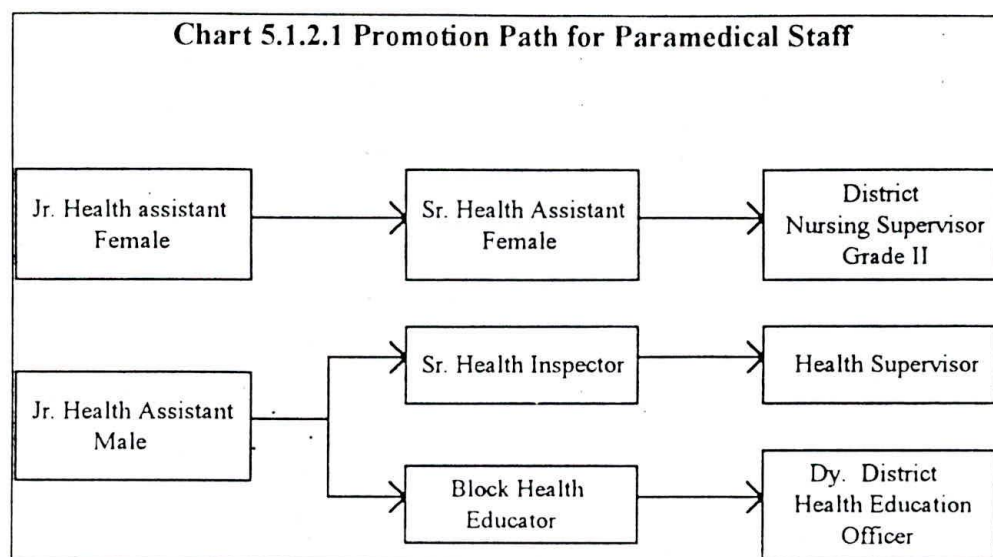 Chart 5.1.2.1 Promotion Path for Paramedical Staff
Jr. Health assistant
Female
Sr. Health Assistant
Female
District
Nursing Supervisor
Grade II
Jr. Health Assistant
Male
Sr. Health Inspector
Health Supervisor
Block Health
Educator
Dy. District
Health Education
Officer